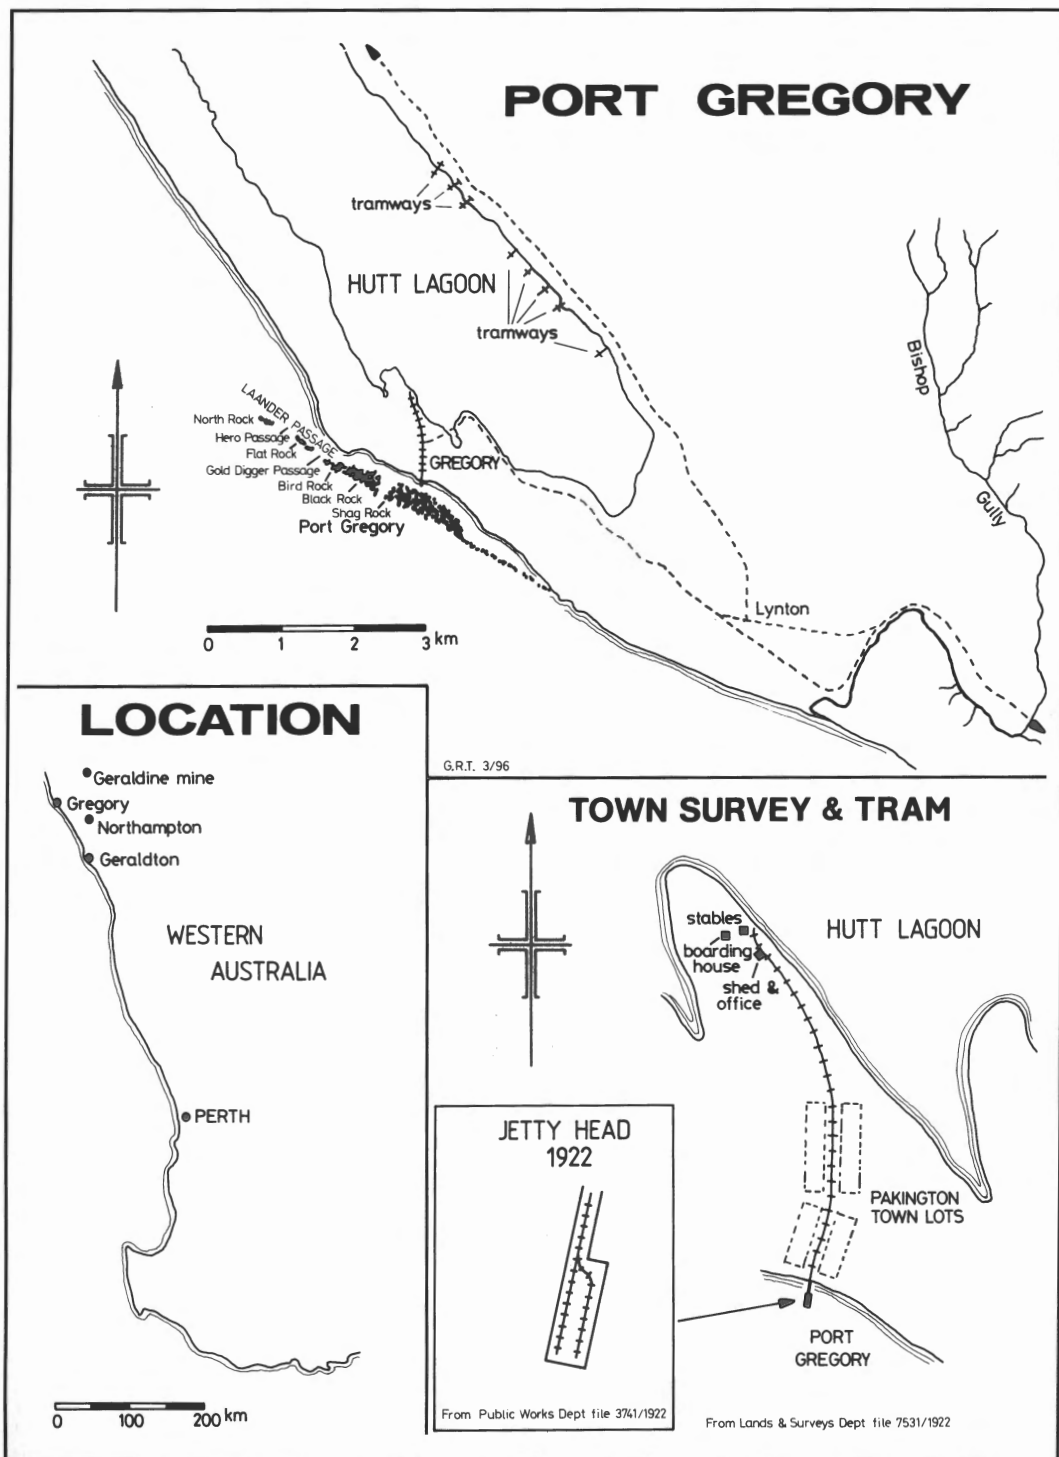 PORT GREGORY
tramways
HUTT LAGOON
tramways
Bishop
Gully
LAANDER PASSAGE
North Rock
Hero Passage
Flat Rock
Gold Digger Passage
Bird Rock
Black Rock
Shag Rock
Port Gregory
GREGORY
Lynton
0 1 2 3 km
G.R.T. 3/96
LOCATION
Geraldine mine
Gregory
Northampton
Geraldton
WESTERN
AUSTRALIA
PERTH
0 100 200 km
TOWN SURVEY & TRAM
stables
boarding
house
shed &
office
HUTT LAGOON
PAKINGTON
TOWN LOTS
PORT
GREGORY
JETTY HEAD
1922
From Public Works Dept file 3741/1922
From Lands & Surveys Dept file 7531/1922